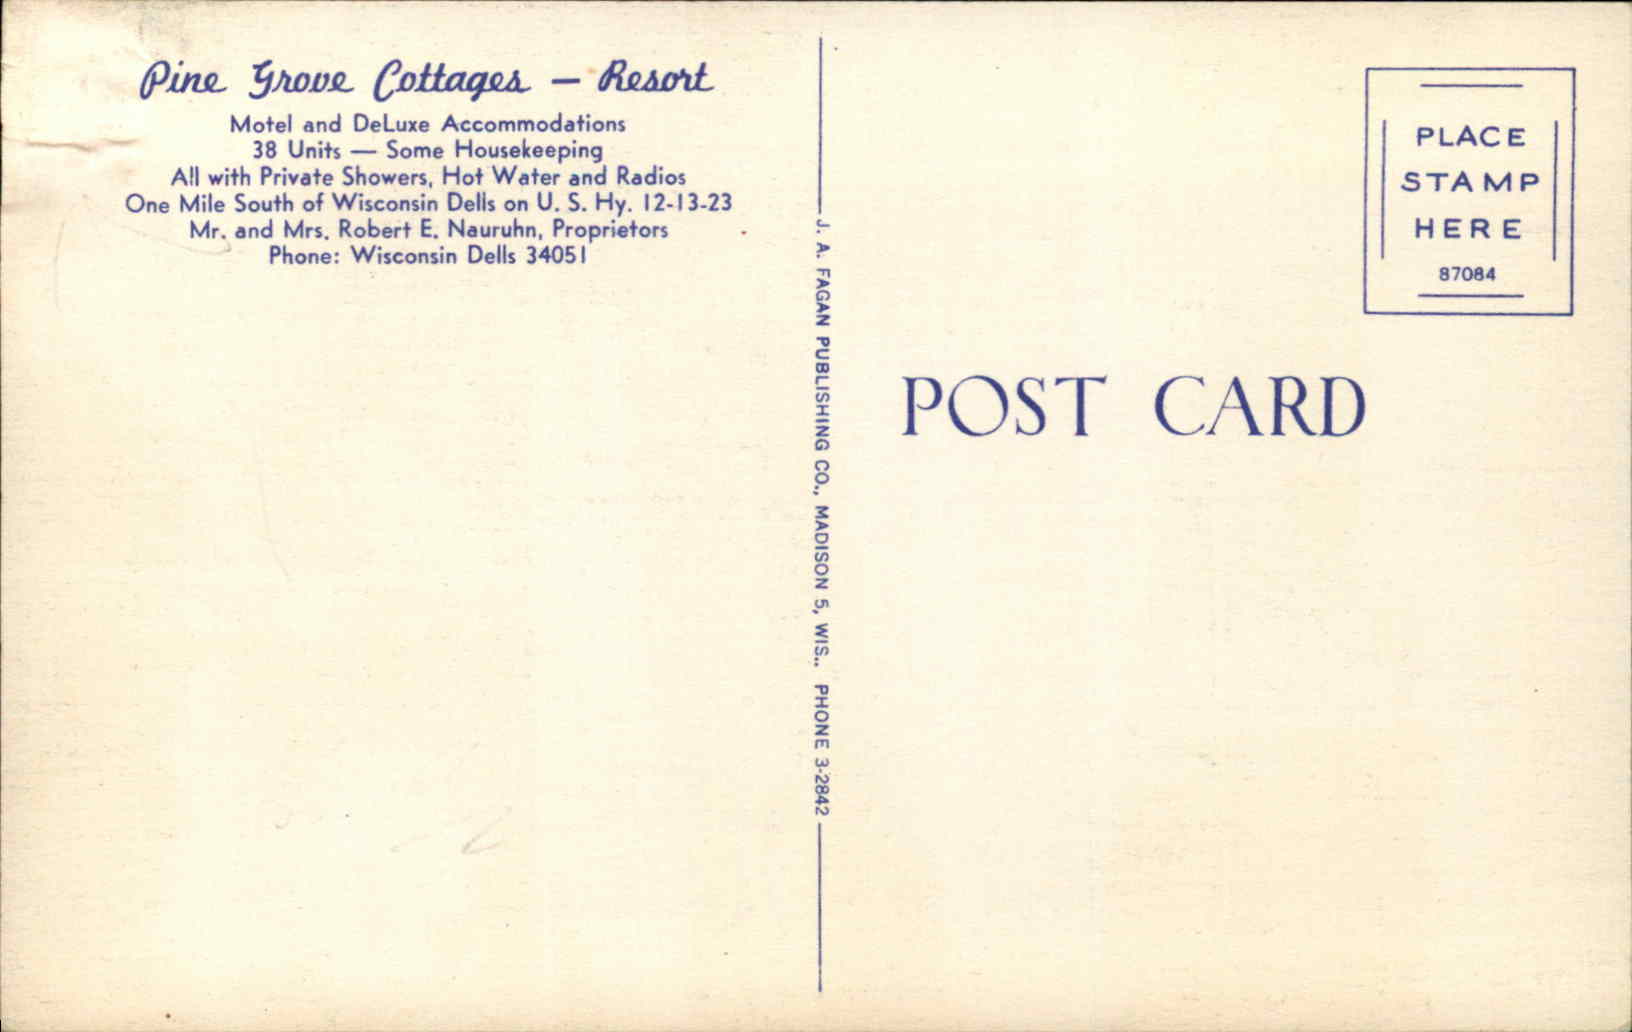 Pine Grove Cottages — Resort
Motel and DeLuxe Accommodations
38 Units — Some Housekeeping
All with Private Showers, Hot Water and Radios
One Mile South of Wisconsin Dells on U. S. Hy. 12-13-23
Mr. and Mrs. Robert E. Nauruhn, Proprietors
Phone: Wisconsin Dells 34051
J. A. FAGAN PUBLISHING CO., MADISON 5, WIS.. PHONE 3-2842
PLACE
STAMP
HERE
87084
POST CARD